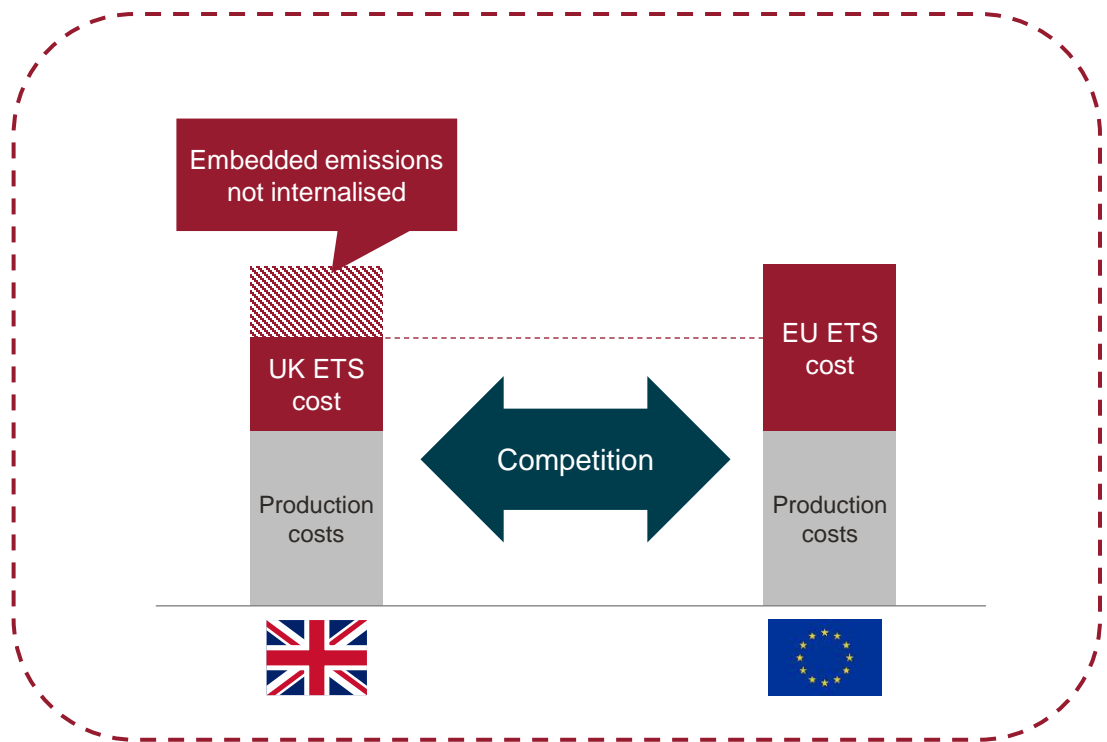 Embedded emissions
not internalised
UK ETS
cost
EU ETS
cost
Competition
Production
costs
Production
costs